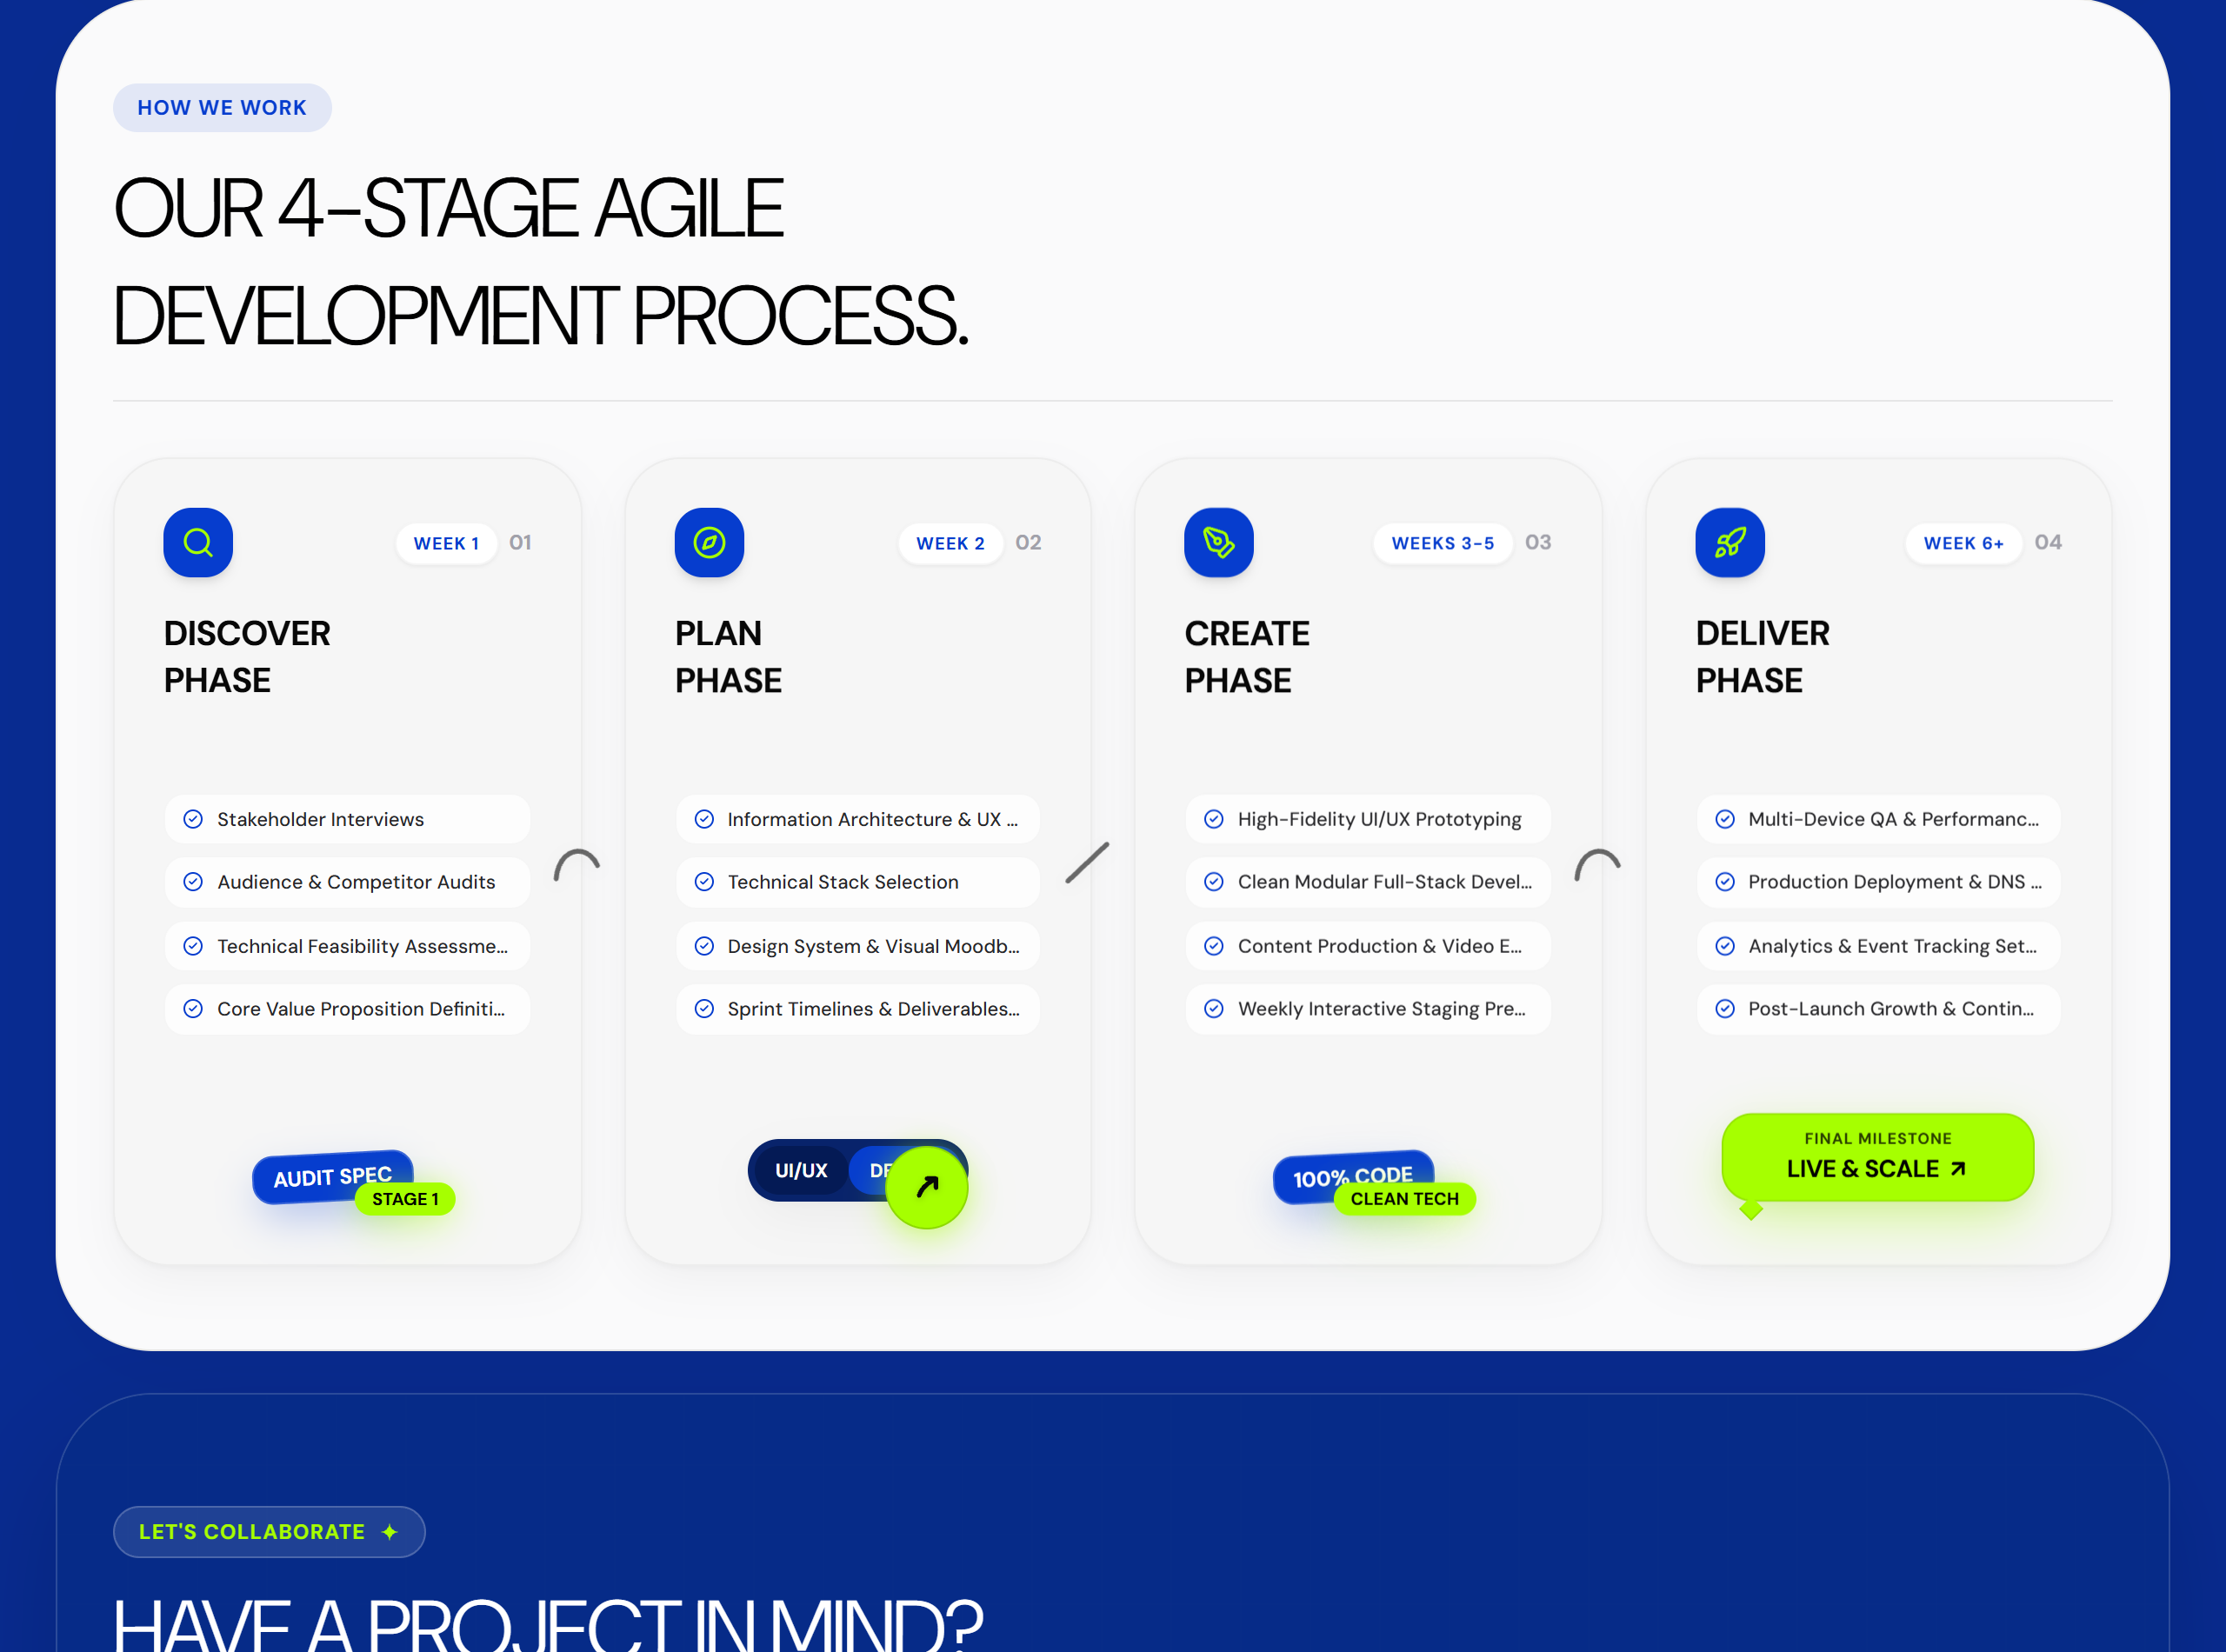 HOW WE WORK
OUR 4-STAGE AGILE
DEVELOPMENT PROCESS.
WEEK 1 01
DISCOVER
PHASE
Stakeholder Interviews
Audience & Competitor Audits
Technical Feasibility Assessme...
Core Value Proposition Definiti...
AUDIT SPEC
STAGE 1
WEEK 2 02
PLAN
PHASE
Information Architecture & UX ...
Technical Stack Selection
Design System & Visual Moodb...
Sprint Timelines & Deliverables...
UI/UX DE
WEEKS 3-5 03
CREATE
PHASE
High-Fidelity UI/UX Prototyping
Clean Modular Full-Stack Devel...
Content Production & Video E...
Weekly Interactive Staging Pre...
100% CODE
CLEAN TECH
WEEK 6+ 04
DELIVER
PHASE
Multi-Device QA & Performanc...
Production Deployment & DNS ...
Analytics & Event Tracking Set...
Post-Launch Growth & Contin...
FINAL MILESTONE
LIVE & SCALE
LET'S COLLABORATE
HAVE A PROJECT IN MIND?